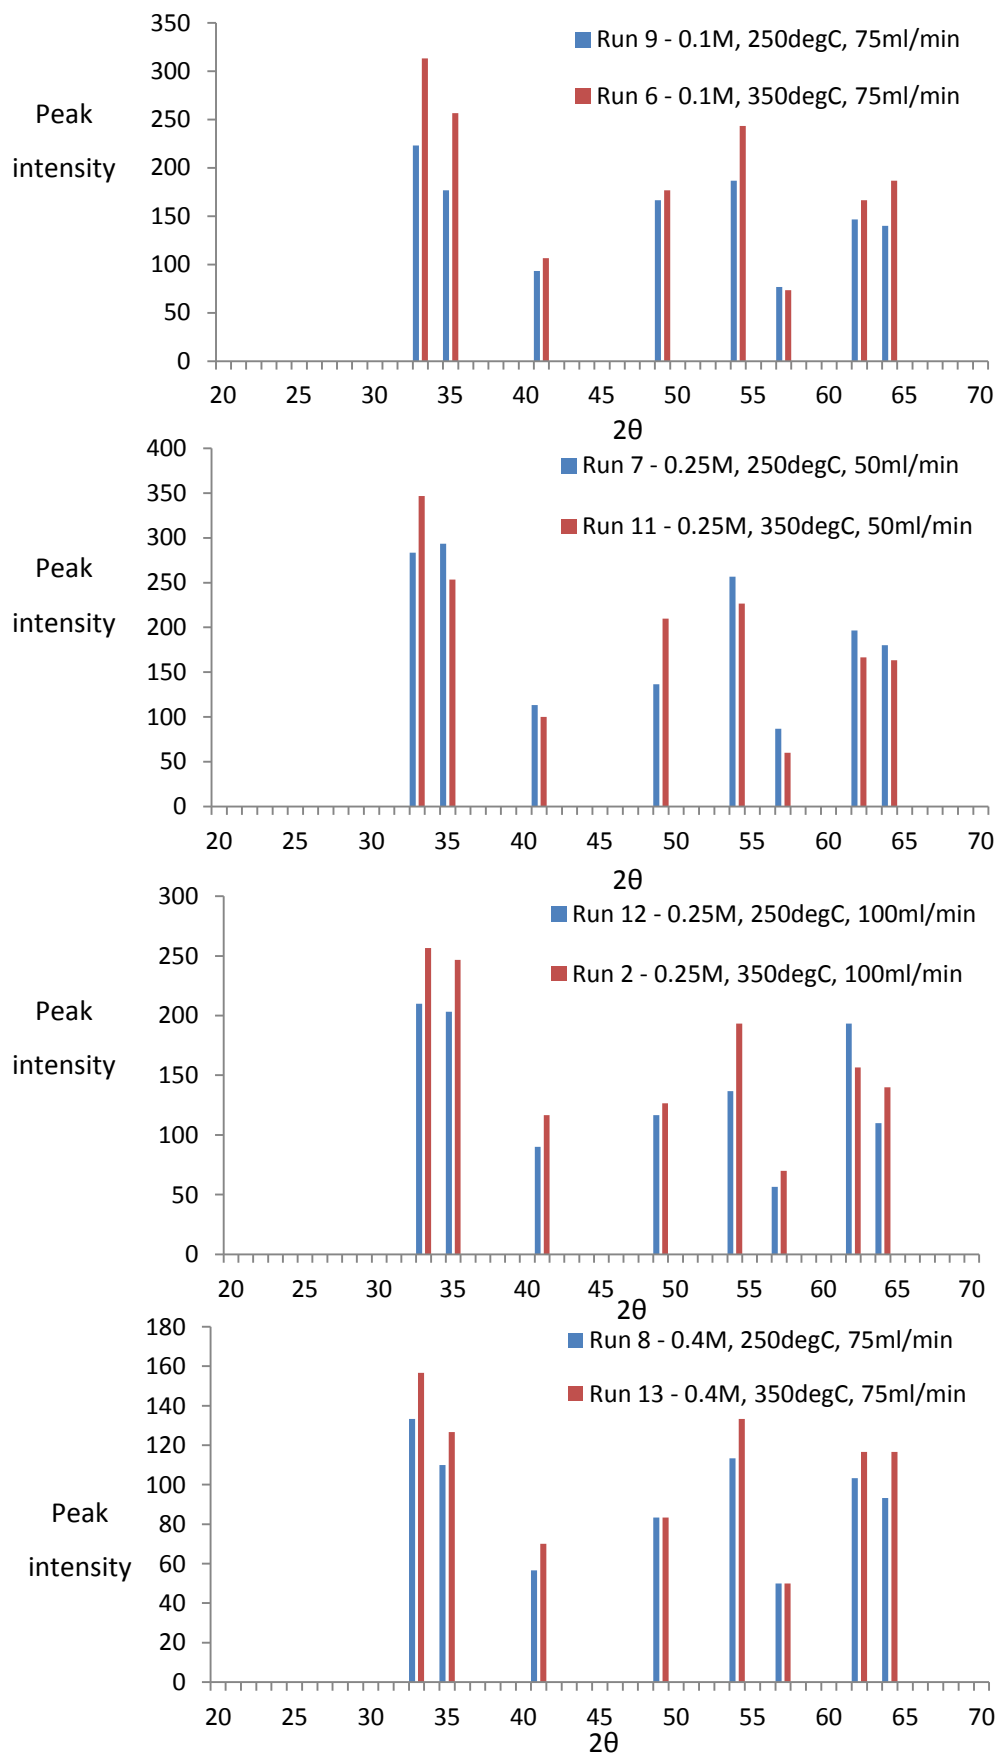 350
300
250
200
150
100
50
0
Peak
intensity
Run 9 - 0.1M, 250degC, 75ml/min
Run 6 - 0.1M, 350degC, 75ml/min
20 25 30 35 40 45 50 55 60 65 70
2θ
400
350
300
250
200
150
100
50
0
Peak
intensity
Run 7 - 0.25M, 250degC, 50ml/min
Run 11 - 0.25M, 350degC, 50ml/min
20 25 30 35 40 45 50 55 60 65 70
2θ
300
250
200
150
100
50
0
Peak
intensity
Run 12 - 0.25M, 250degC, 100ml/min
Run 2 - 0.25M, 350degC, 100ml/min
20 25 30 35 40 45 50 55 60 65 70
2θ
180
160
140
120
100
80
60
40
20
0
Peak
intensity
Run 8 - 0.4M, 250degC, 75ml/min
Run 13 - 0.4M, 350degC, 75ml/min
20 25 30 35 40 45 50 55 60 65 70
2θ